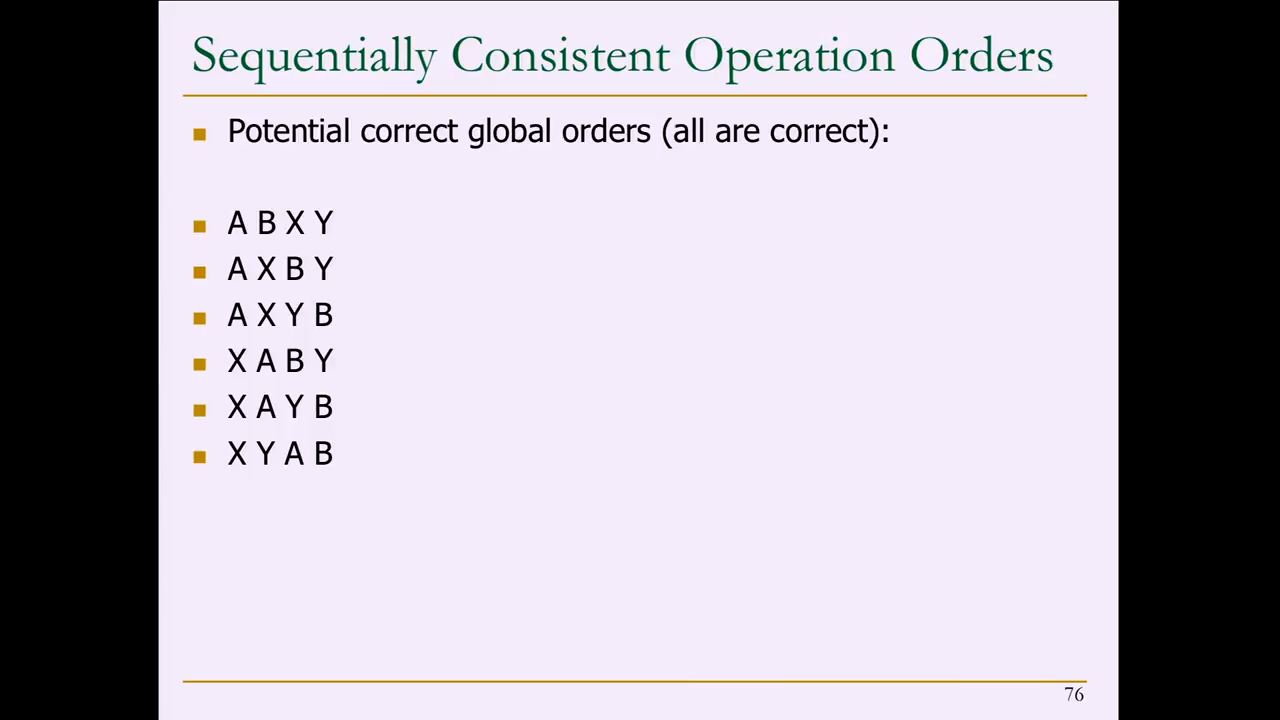 Sequentially Consistent Operation Orders
Potential correct global orders (all are correct):
A B X Y
A X B Y
A X Y B
X A B Y
X A Y B
X Y A B
76